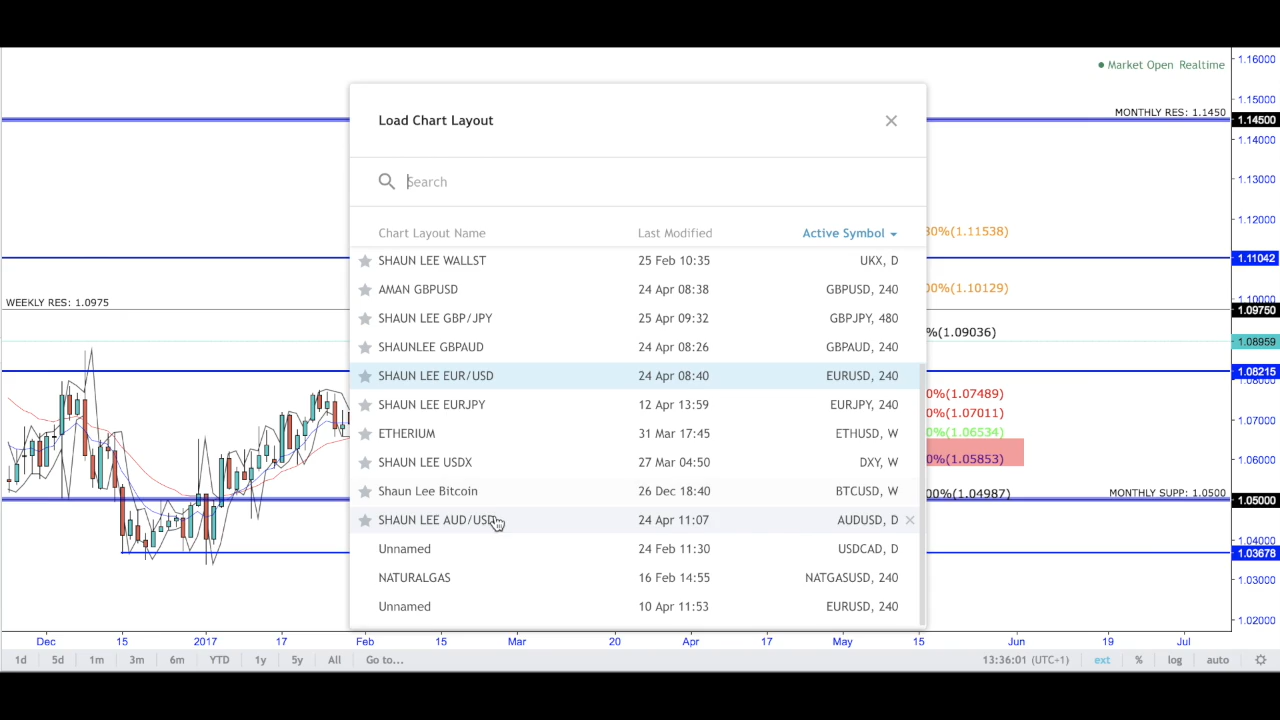 1.16000
Market Open Realtime
1.15000
Load Chart Layout
MONTHLY RES: 1.1450
1.14500
1.14000
Search
1.13000
1.12000
Chart Layout Name Last Modified Active Symbol
1.11042
SHAUN LEE WALLST 25 Feb 10:35 UKX, D
AMAN GBPUSD 24 Apr 08:38 GBPUSD, 240
SHAUN LEE GBP/JPY 25 Apr 09:32 GBPJPY, 480
SHAUNLEE GBPAUD 24 Apr 08:26 GBPAUD, 240
SHAUN LEE EUR/USD 24 Apr 08:40 EURUSD, 240
SHAUN LEE EURJPY 12 Apr 13:59 EURJPY, 240
ETHERIUM 31 Mar 17:45 ETHUSD, W
SHAUN LEE USDX 27 Mar 04:50 DXY, W
Shaun Lee Bitcoin 26 Dec 18:40 BTCUSD, W
SHAUN LEE AUD/USD 24 Apr 11:07 AUDUSD, D
Unnamed 24 Feb 11:30 USDCAD, D
NATURALGAS 16 Feb 14:55 NATGASUSD, 240
Unnamed 10 Apr 11:53 EURUSD, 240
WEEKLY RES: 1.0975
(1.11538)
(1.10129)
%(1.09036)
0%(1.07489)
0%(1.07011)
0%(1.06534)
0%(1.05853)
00%(1.04987)
MONTHLY SUPP: 1.0500
1.10000
1.09750
1.08959
1.08215
1.08000
1.07000
1.06000
1.05000
1.04000
1.03678
1.03000
1.02000
Dec 15 2017 17 Feb 15 Mar 20 Apr 17 May 15 Jun 19 Jul
1d 5d 1m 3m 6m YTD 1y 5y All Go to... 13:36:01 (UTC+1) ext % log auto